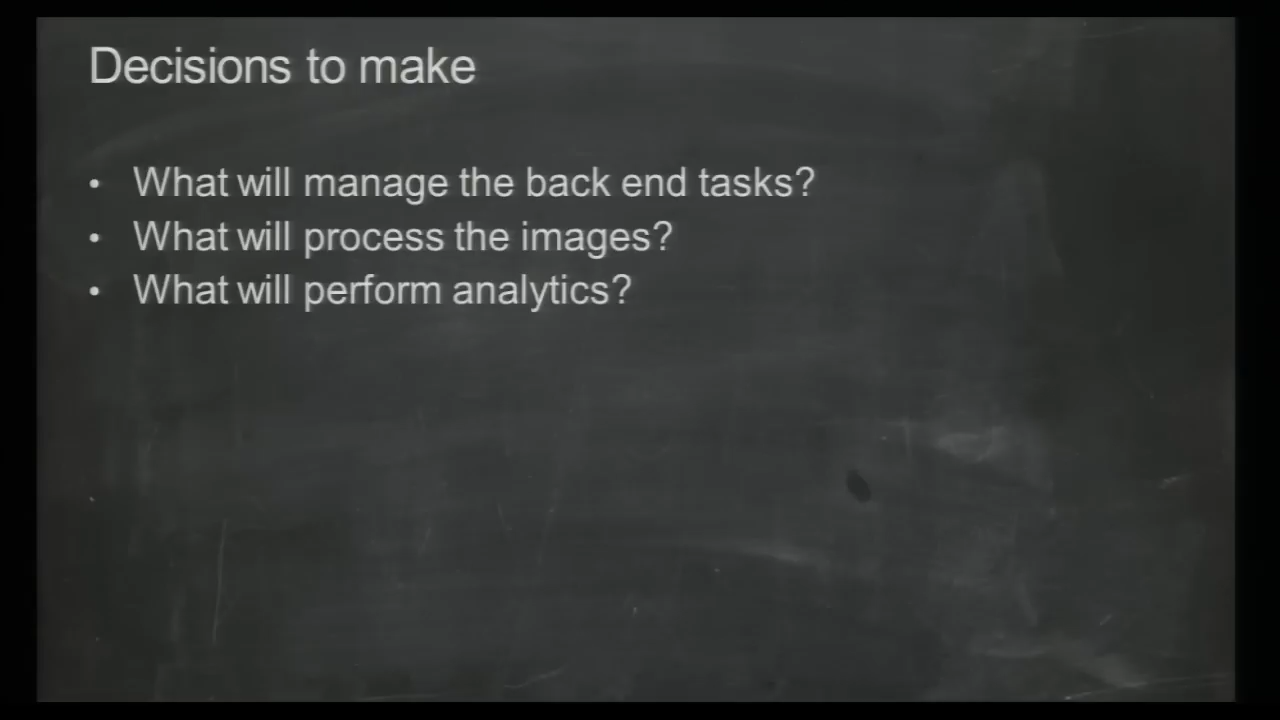 Decisions to make
• What will manage the back end tasks?
• What will process the images?
• What will perform analytics?